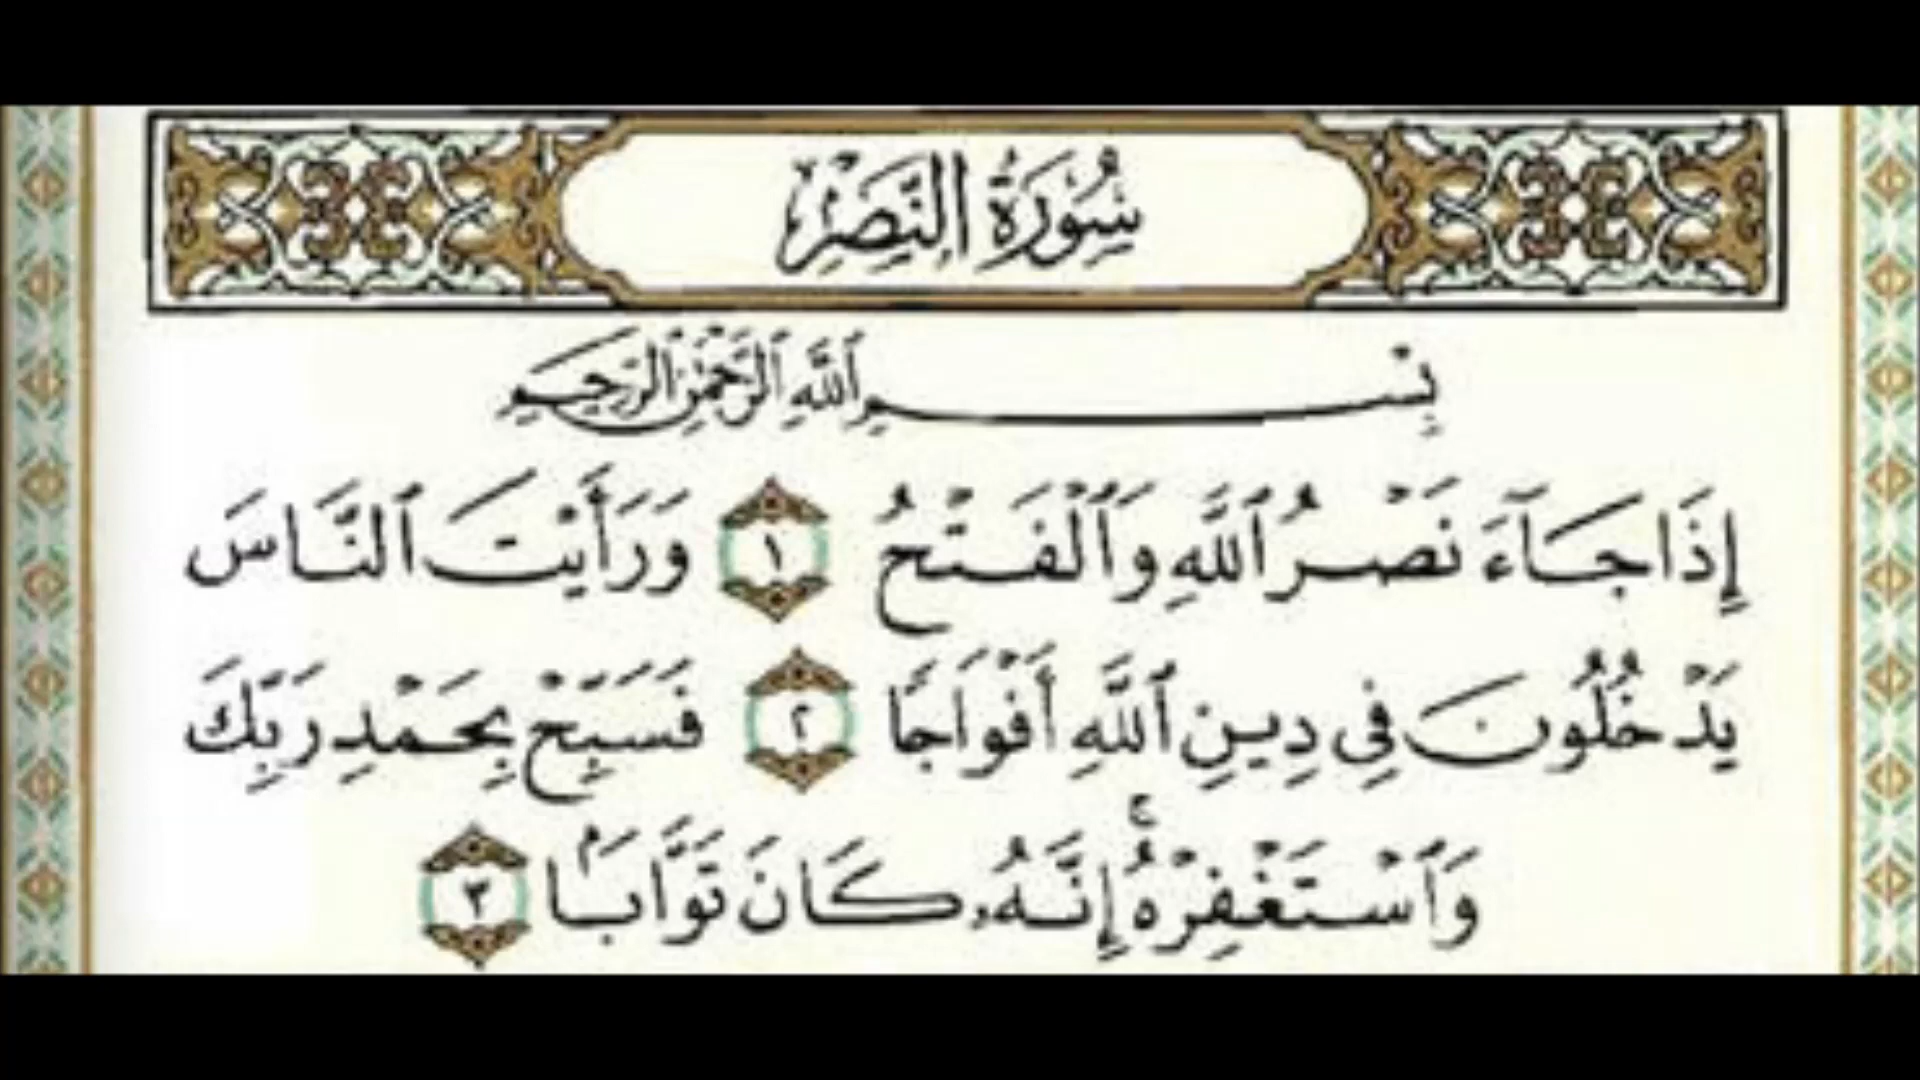 سُورَةُ النَّصْرِ
بِسْمِ ٱللَّهِ ٱلرَّحْمَٰنِ ٱلرَّحِيمِ
إِذَا جَآءَ نَصْرُ ٱللَّهِ وَٱلْفَتْحُ ١ وَرَأَيْتَ ٱلنَّاسَ
يَدْخُلُونَ فِى دِينِ ٱللَّهِ أَفْوَاجًا ٢ فَسَبِّحْ بِحَمْدِ رَبِّكَ
وَٱسْتَغْفِرْهُ ۚ إِنَّهُۥ كَانَ تَوَّابَۢا ٣